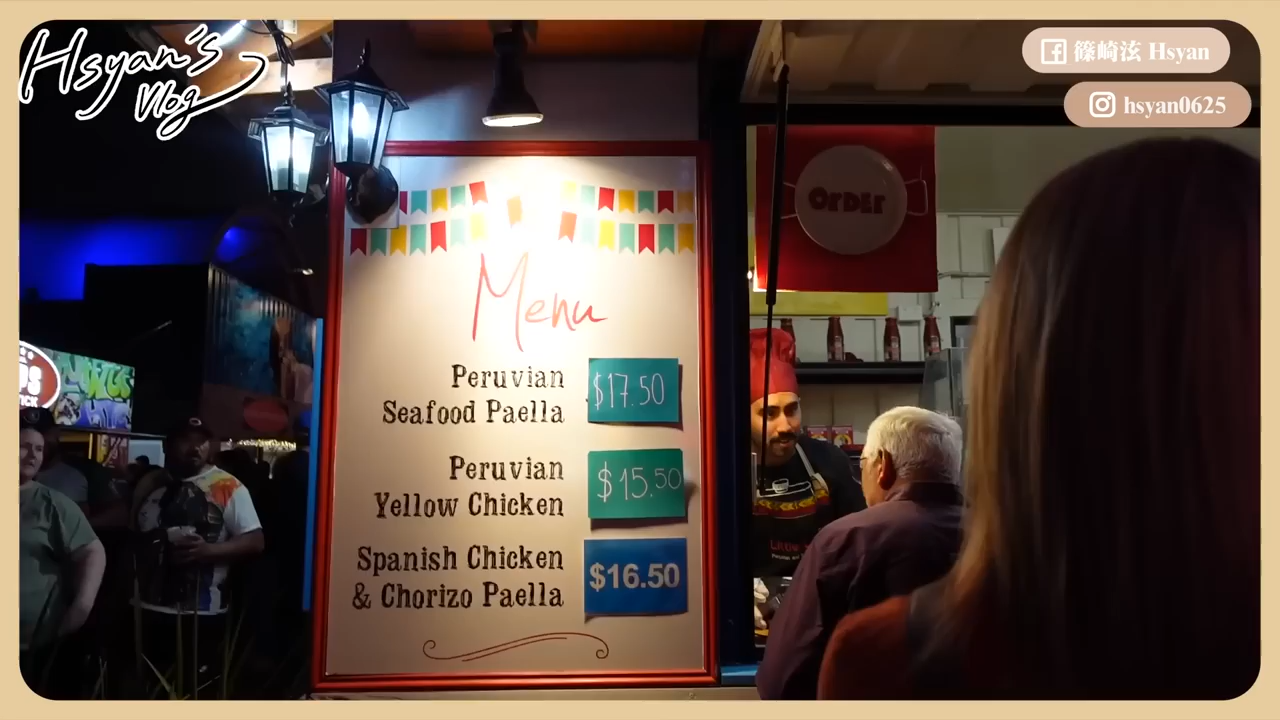 Hsyan's
Vlog
篠崎泫 Hsyan
hsyan0625
OrDEr
Menu
Peruvian
Seafood Paella
$17.50
Peruvian
Yellow Chicken
$15.50
Spanish Chicken
& Chorizo Paella
$16.50